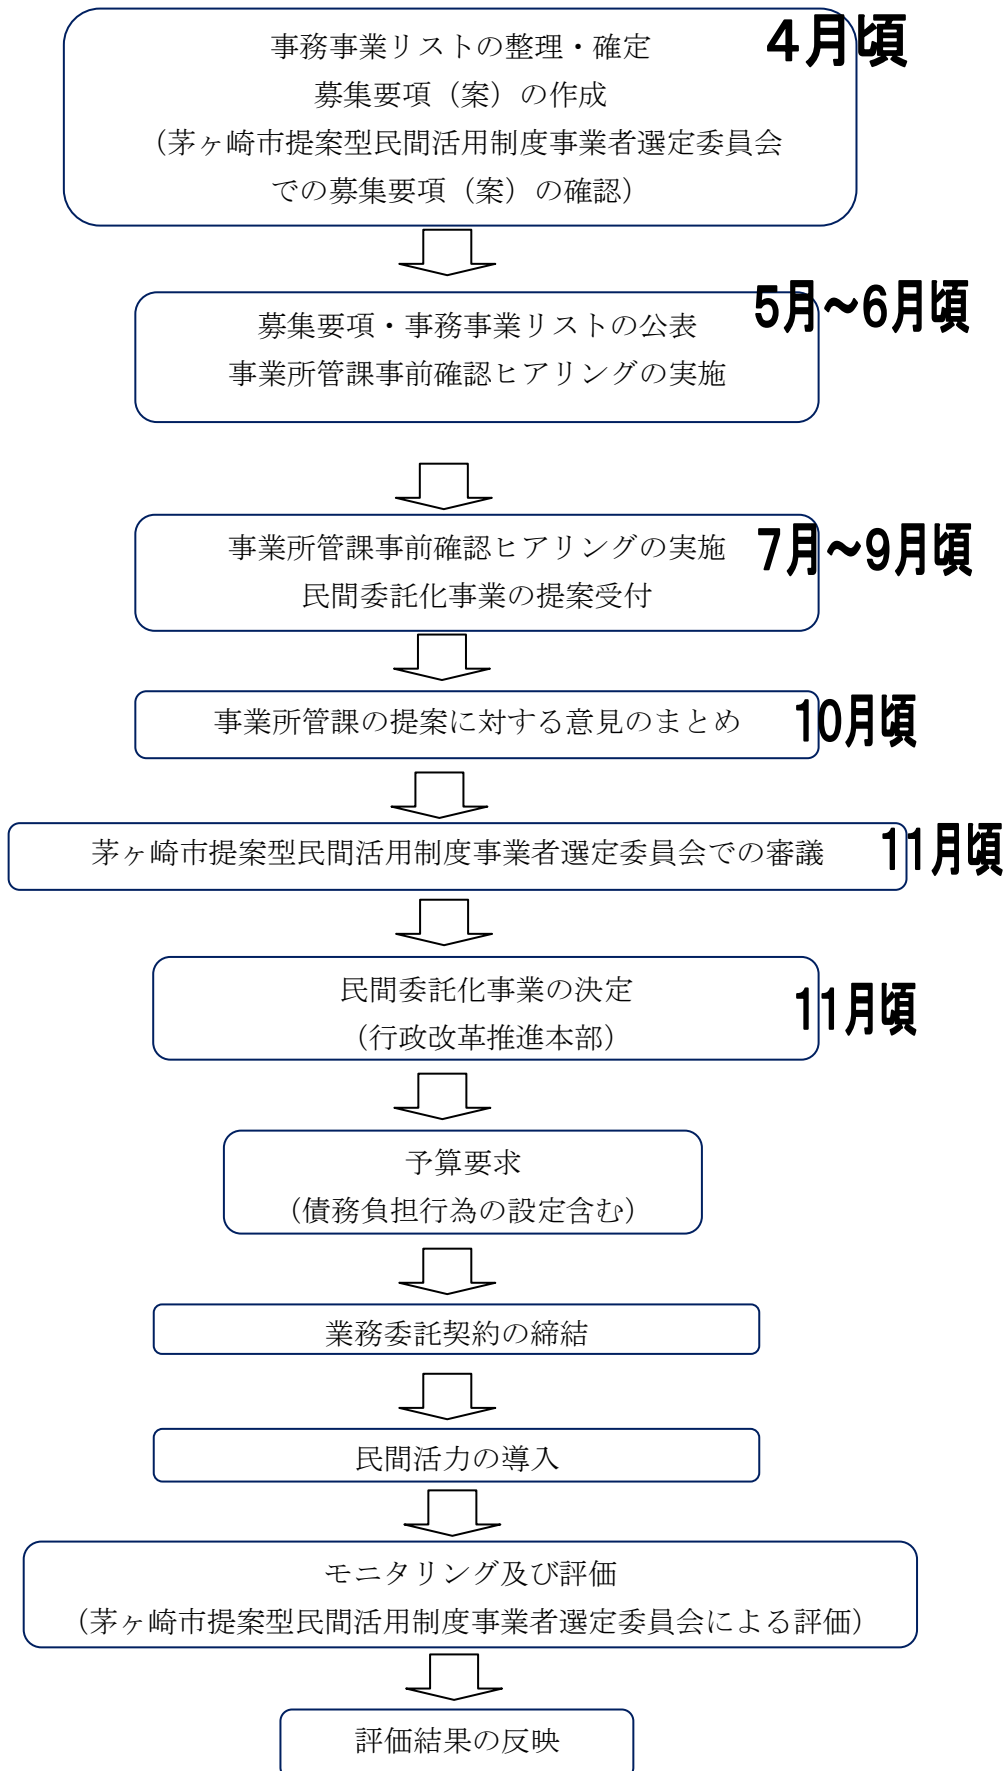 4月頃
事務事業リストの整理・確定
募集要項（案）の作成
（茅ヶ崎市提案型民間活用制度事業者選定委員会
での募集要項（案）の確認）
5月～6月頃
募集要項・事務事業リストの公表
事業所管課事前確認ヒアリングの実施
7月～9月頃
事業所管課事前確認ヒアリングの実施
民間委託化事業の提案受付
事業所管課の提案に対する意見のまとめ
10月頃
茅ヶ崎市提案型民間活用制度事業者選定委員会での審議
11月頃
民間委託化事業の決定
（行政改革推進本部）
11月頃
予算要求
（債務負担行為の設定含む）
業務委託契約の締結
民間活力の導入
モニタリング及び評価
（茅ヶ崎市提案型民間活用制度事業者選定委員会による評価）
評価結果の反映